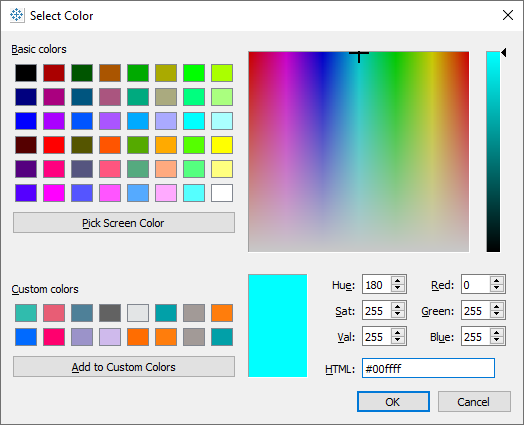 Select Color
Basic colors
Pick Screen Color
Custom colors
Add to Custom Colors
Hue: 180 Red: 0
Sat: 255 Green: 255
Val: 255 Blue: 255
HTML: #00ffff
OK Cancel